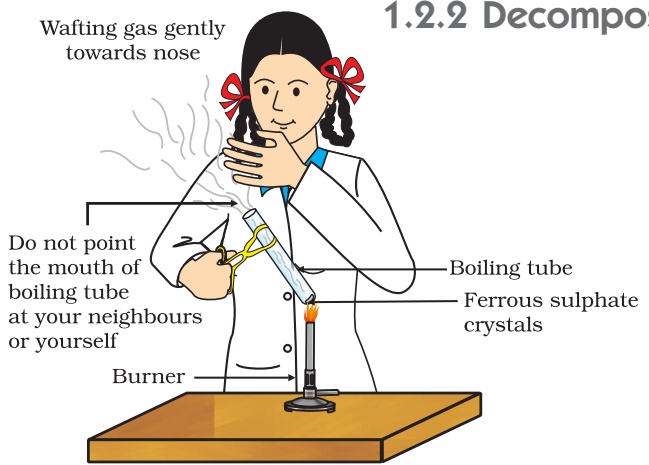 1.2.2 Decompos
Wafting gas gently
towards nose
Do not point
the mouth of
boiling tube
at your neighbours
or yourself
Boiling tube
Ferrous sulphate
crystals
Burner